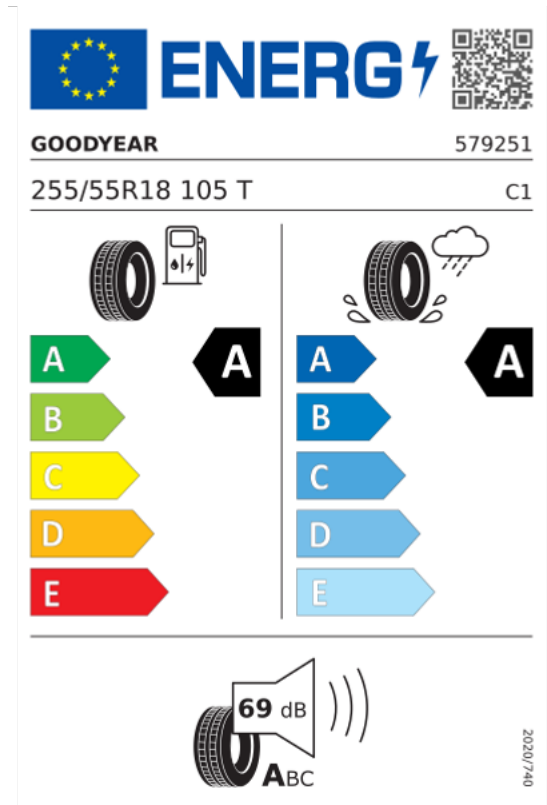 ENERG
GOODYEAR 579251
255/55R18 105 T C1
A A
B
C
D
E
A A
B
C
D
E
69 dB
ABC
2020/740